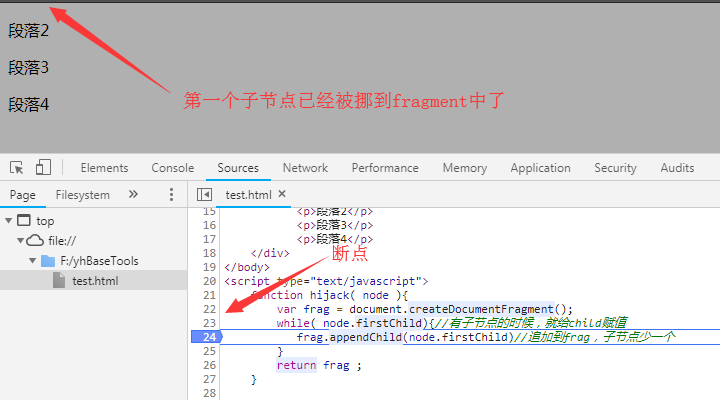 段落2
段落3
段落4
第一个子节点已经被挪到fragment中了
Elements Console Sources Network Performance Memory Application Security Audits
Page Filesystem » test.html ×
top
file://
F:/yhBaseTools
test.html
15 <p>段落2</p>
16 <p>段落3</p>
17 <p>段落4</p>
18 </div>
断点
19 </body>
20 <script type="text/javascript">
21 function hijack( node ){
22 var frag = document.createDocumentFragment();
23 while( node.firstChild){//有子节点的时候，就给child赋值
24 frag.appendChild(node.firstChild)//追加到frag，子节点少一个
25 }
26 return frag ;
27 }
28